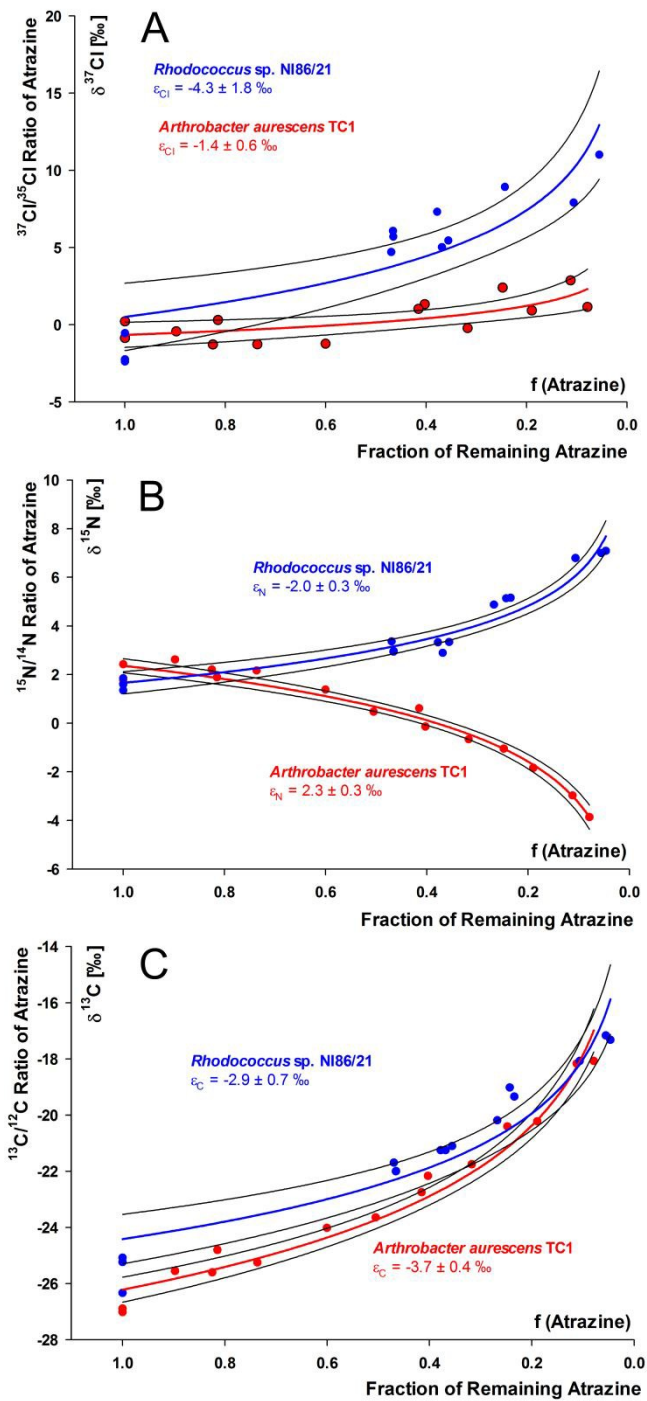 A
³⁷Cl/³⁵Cl Ratio of Atrazine
δ ³⁷Cl [‰]
20
15
10
5
0
-5
Rhodococcus sp. NI86/21
εCl = -4.3 ± 1.8 ‰
Arthrobacter aurescens TC1
εCl = -1.4 ± 0.6 ‰
f (Atrazine)
1.0 0.8 0.6 0.4 0.2 0.0
Fraction of Remaining Atrazine
B
¹⁵N/¹⁴N Ratio of Atrazine
δ ¹⁵N [‰]
10
8
6
4
2
0
-2
-4
-6
Rhodococcus sp. NI86/21
εN = -2.0 ± 0.3 ‰
Arthrobacter aurescens TC1
εN = 2.3 ± 0.3 ‰
f (Atrazine)
1.0 0.8 0.6 0.4 0.2 0.0
Fraction of Remaining Atrazine
C
¹³C/¹²C Ratio of Atrazine
δ ¹³C [‰]
-14
-16
-18
-20
-22
-24
-26
-28
Rhodococcus sp. NI86/21
εC = -2.9 ± 0.7 ‰
Arthrobacter aurescens TC1
εC = -3.7 ± 0.4 ‰
f (Atrazine)
1.0 0.8 0.6 0.4 0.2 0.0
Fraction of Remaining Atrazine